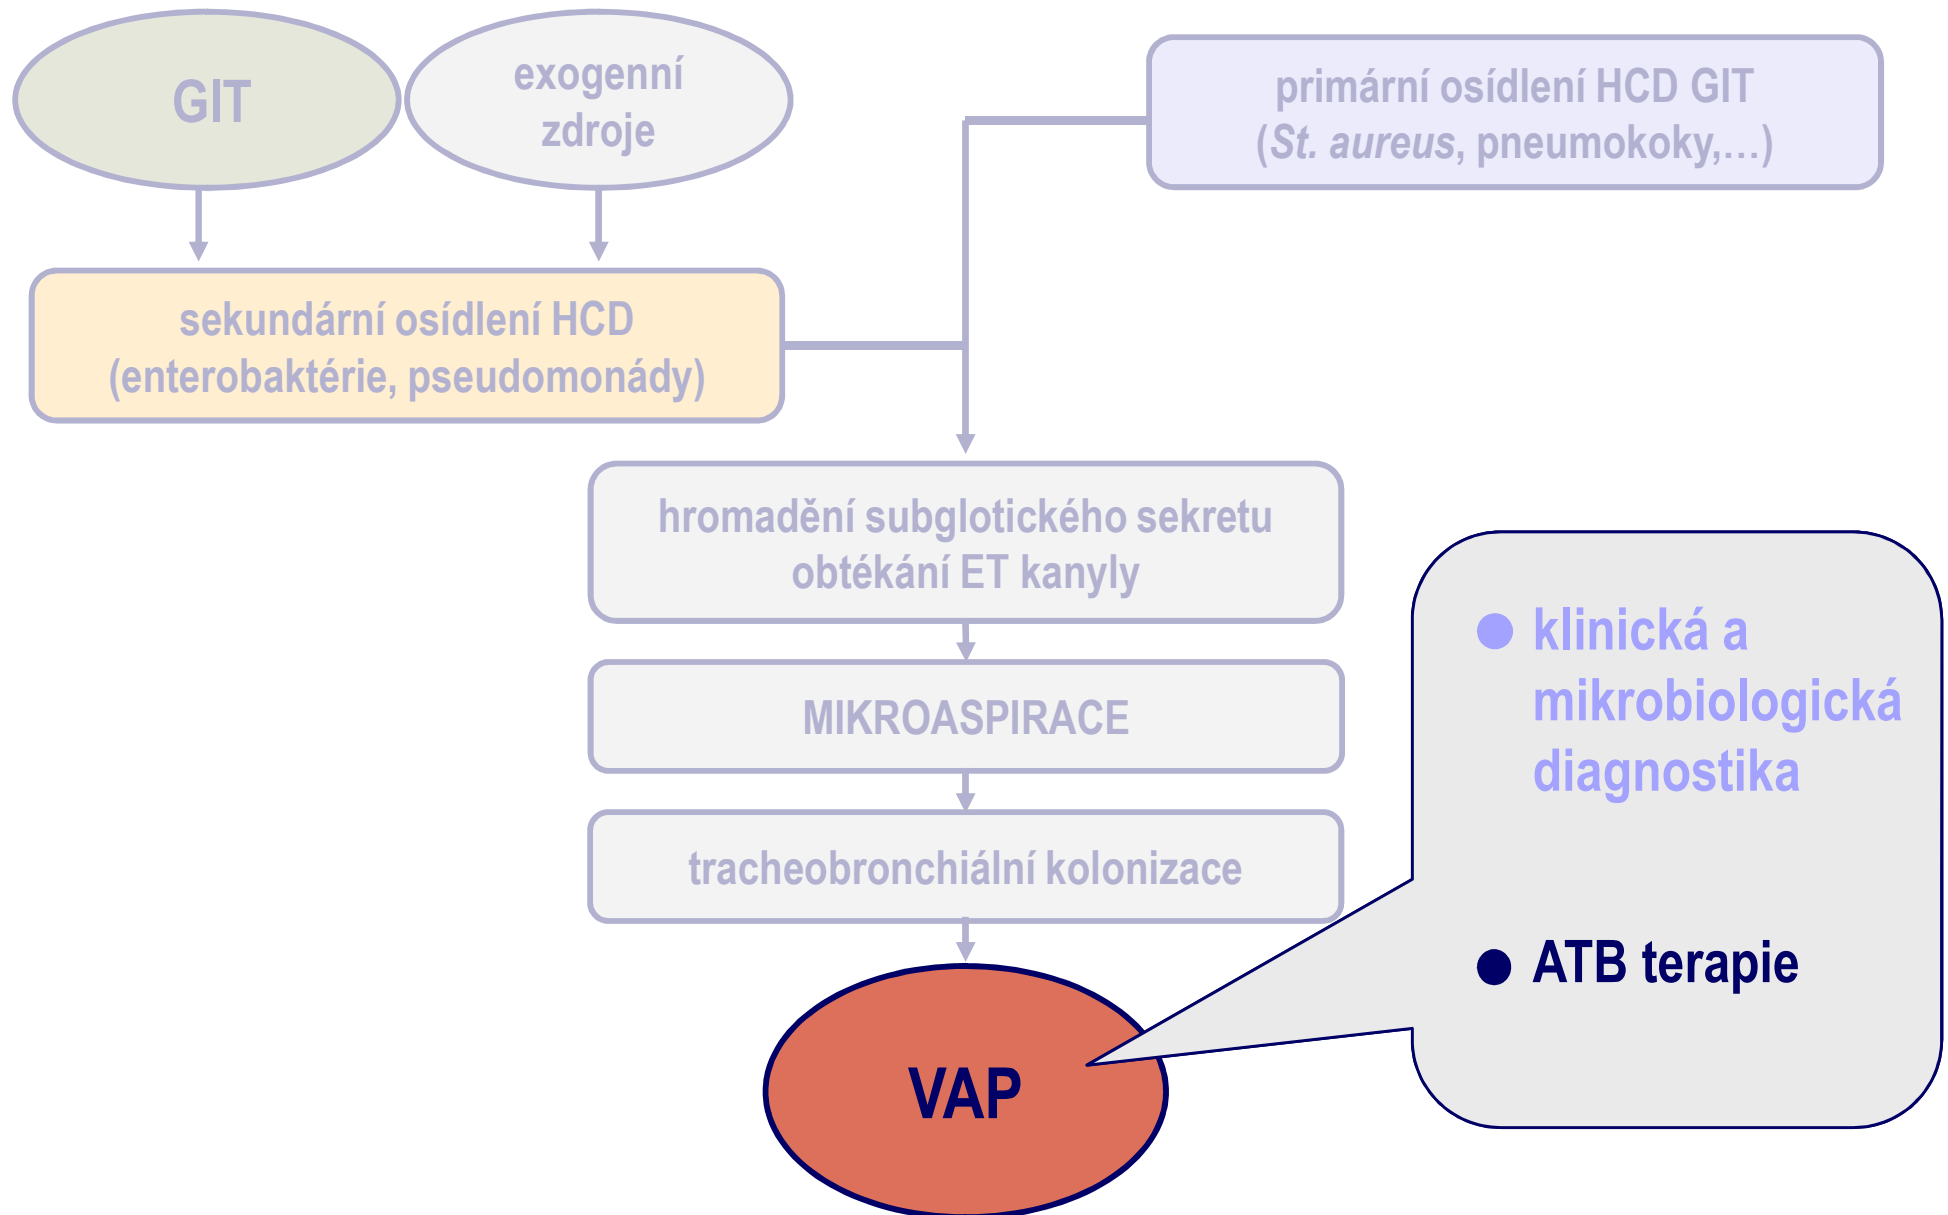 GIT
exogenní
zdroje
primární osídlení HCD GIT
(St. aureus, pneumokoky,...)
sekundární osídlení HCD
(enterobaktérie, pseudomonády)
hromadění subglotického sekretu
obtékání ET kanyly
MIKROASPIRACE
tracheobronchiální kolonizace
VAP
● klinická a
mikrobiologická
diagnostika
● ATB terapie